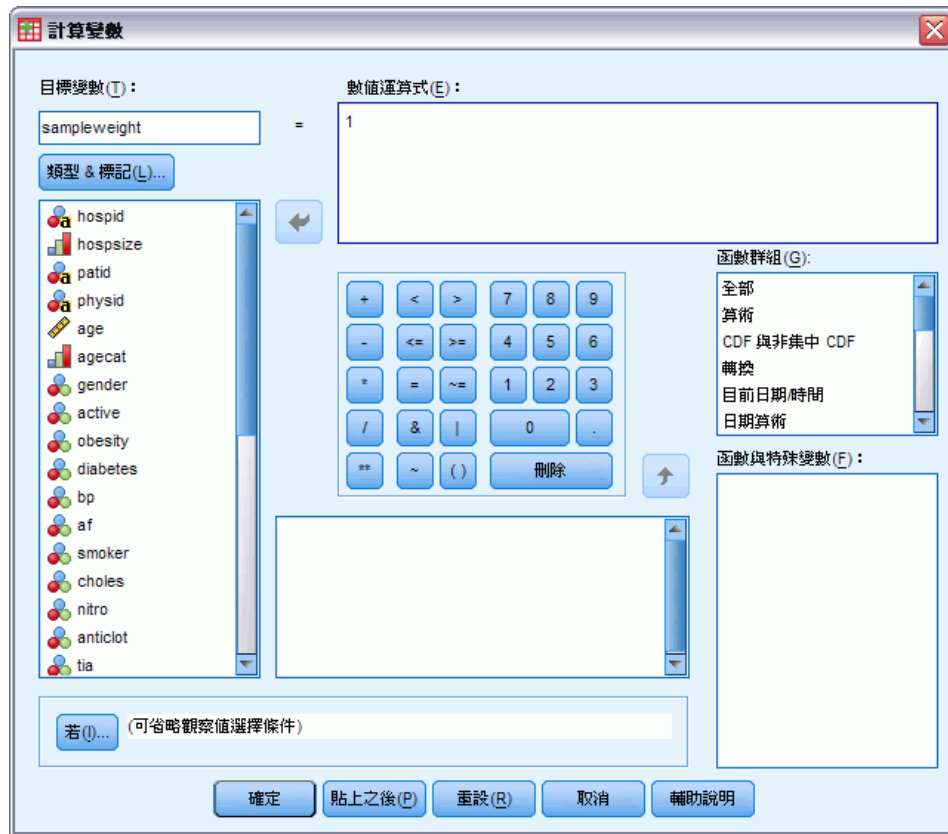 計算變數
目標變數(T)：
sampleweight
=
數值運算式(E)：
1
類型 & 標記(L)...
hospid
hospsize
patid
physid
age
agecat
gender
active
obesity
diabetes
bp
af
smoker
choles
nitro
anticlot
tia
+ < > 7 8 9
- <= >= 4 5 6
* = ~= 1 2 3
/ & | 0 .
** ~ ( ) 刪除
函數群組(G):
全部
算術
CDF 與非集中 CDF
轉換
目前日期/時間
日期算術
函數與特殊變數(F)：
若(I)...
(可省略觀察值選擇條件)
確定
貼上之後(P)
重設(R)
取消
輔助說明